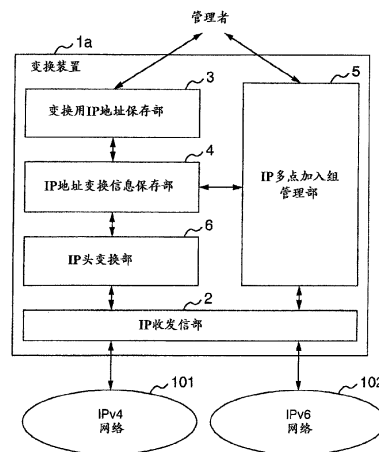 管理者
1a
变换装置
3
变换用IP地址保存部
4
IP地址变换信息保存部
5
IP多点加入组
管理部
6
IP头变换部
2
IP收发信部
101
IPv4
网络
102
IPv6
网络